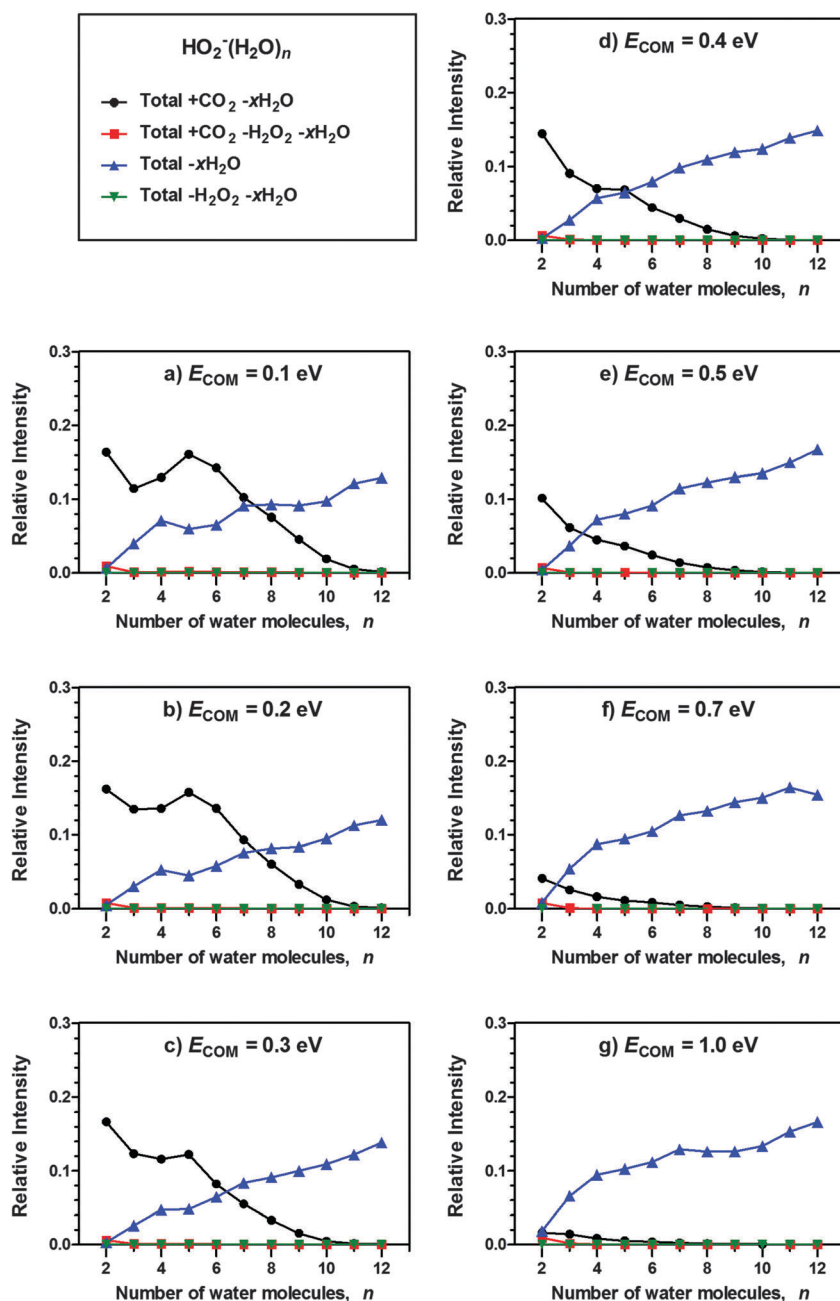 HO₂⁻(H₂O)ₙ
Total +CO₂ -xH₂O
Total +CO₂ -H₂O₂ -xH₂O
Total -xH₂O
Total -H₂O₂ -xH₂O
d) E_COM = 0.4 eV
Relative Intensity
0.3
0.2
0.1
0.0
2 4 6 8 10 12
Number of water molecules, n
a) E_COM = 0.1 eV
Relative Intensity
0.3
0.2
0.1
0.0
2 4 6 8 10 12
Number of water molecules, n
e) E_COM = 0.5 eV
Relative Intensity
0.3
0.2
0.1
0.0
2 4 6 8 10 12
Number of water molecules, n
b) E_COM = 0.2 eV
Relative Intensity
0.3
0.2
0.1
0.0
2 4 6 8 10 12
Number of water molecules, n
f) E_COM = 0.7 eV
Relative Intensity
0.3
0.2
0.1
0.0
2 4 6 8 10 12
Number of water molecules, n
c) E_COM = 0.3 eV
Relative Intensity
0.3
0.2
0.1
0.0
2 4 6 8 10 12
Number of water molecules, n
g) E_COM = 1.0 eV
Relative Intensity
0.3
0.2
0.1
0.0
2 4 6 8 10 12
Number of water molecules, n